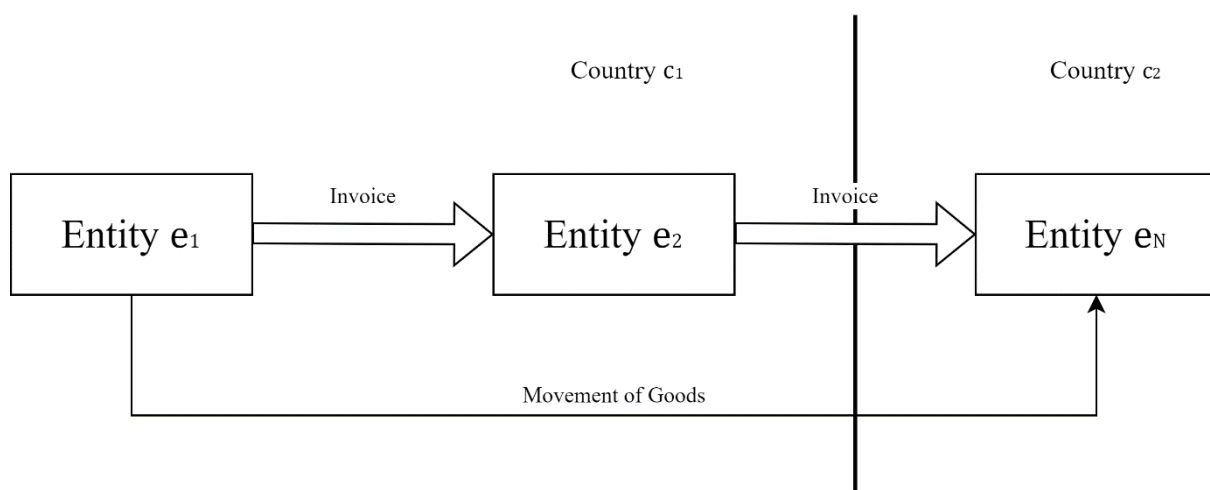 Country c₁
Country c₂
Invoice
Invoice
Entity e₁
Entity e₂
Entity eN
Movement of Goods